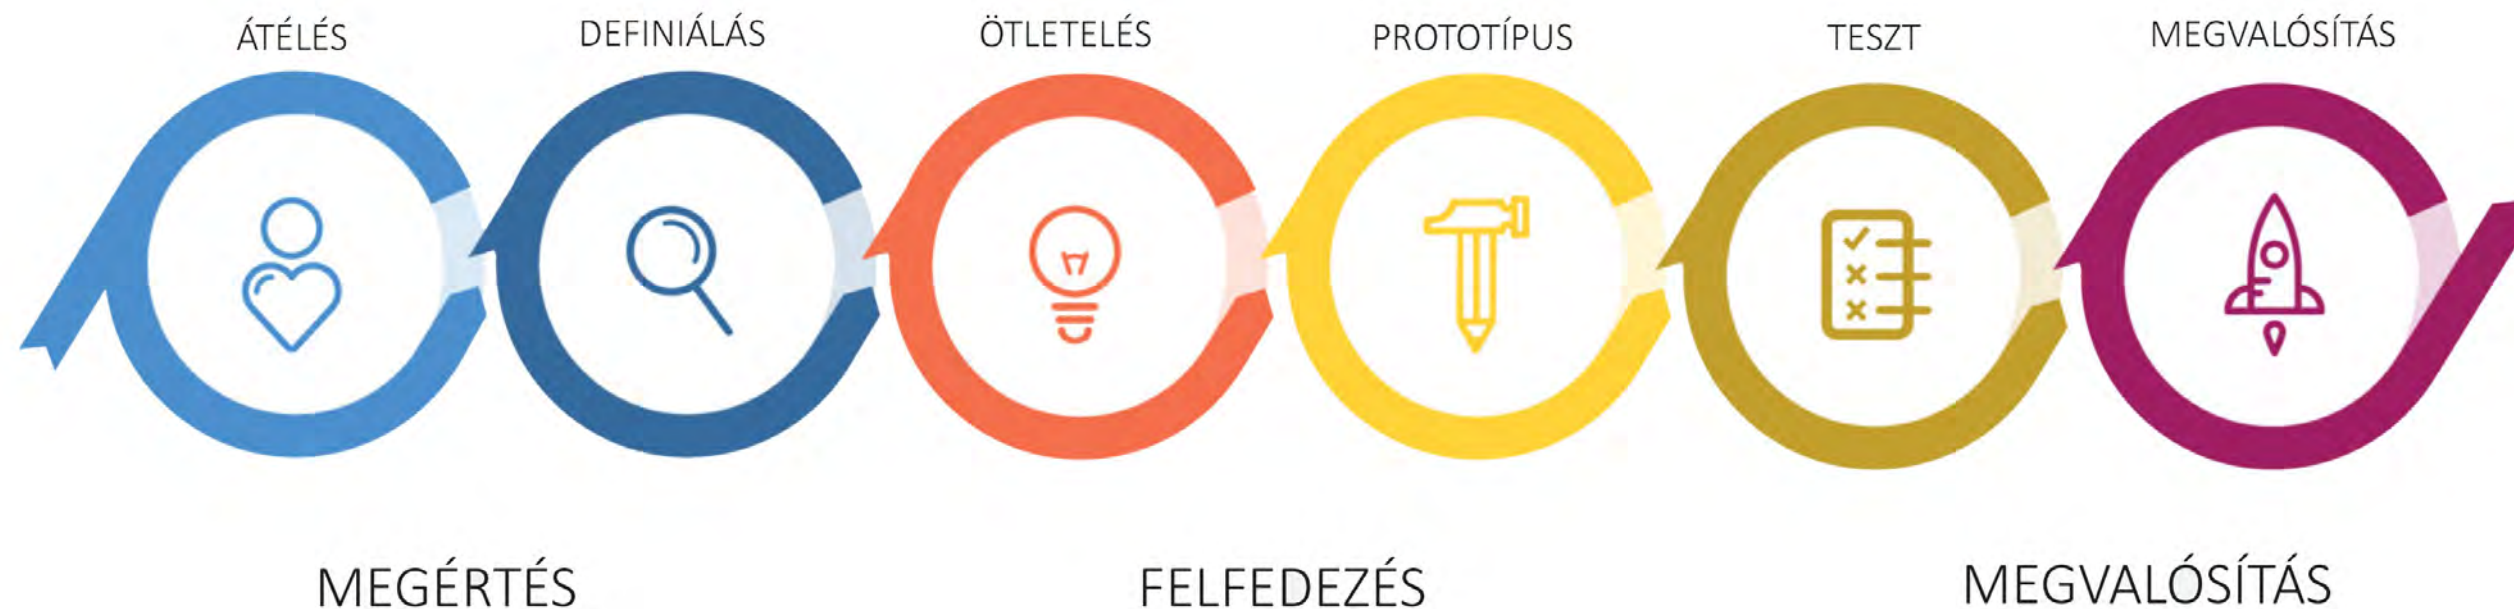 ÁTÉLÉS
DEFINIÁLÁS
ÖTLETELÉS
PROTOTÍPUS
TESZT
MEGVALÓSÍTÁS
MEGÉRTÉS
FELFEDEZÉS
MEGVALÓSÍTÁS